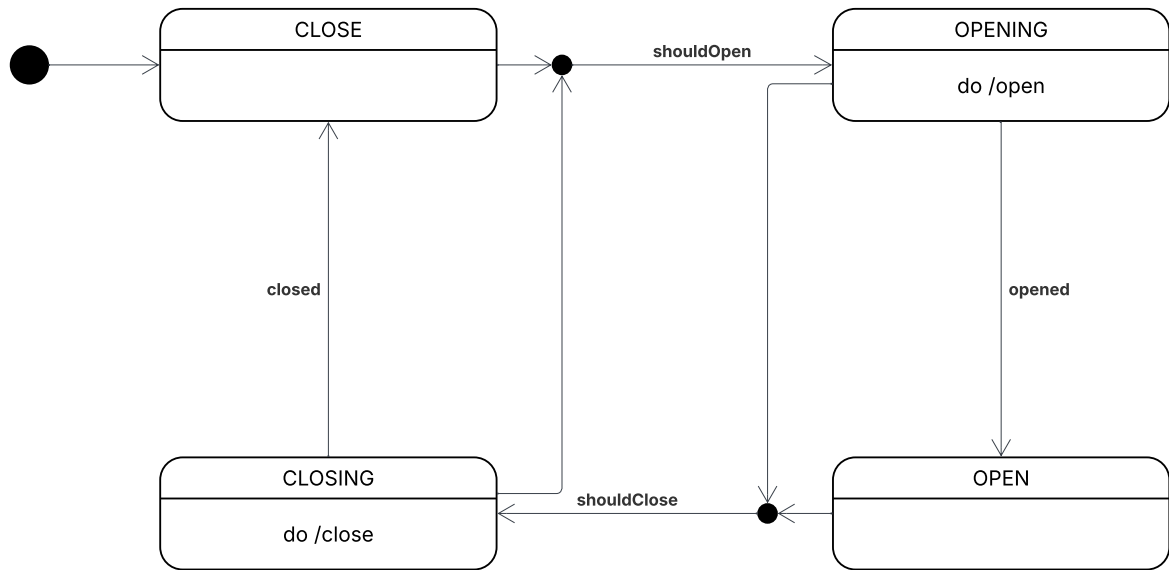 CLOSE
shouldOpen
OPENING
do /open
closed
opened
CLOSING
do /close
shouldClose
OPEN